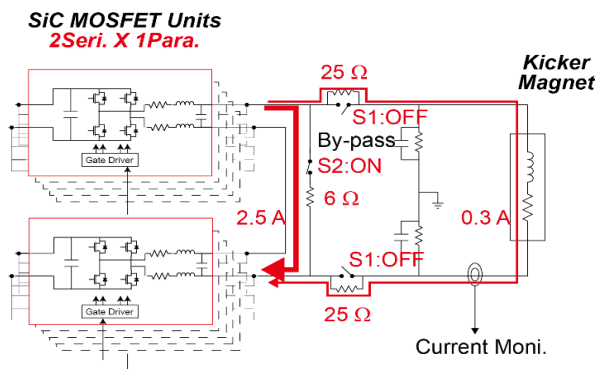 SiC MOSFET Units
2Seri. X 1Para.
Kicker
Magnet
25 Ω
S1:OFF
By-pass
S2:ON
Gate Driver
6 Ω
2.5 A
0.3 A
S1:OFF
Gate Driver
25 Ω
Current Moni.